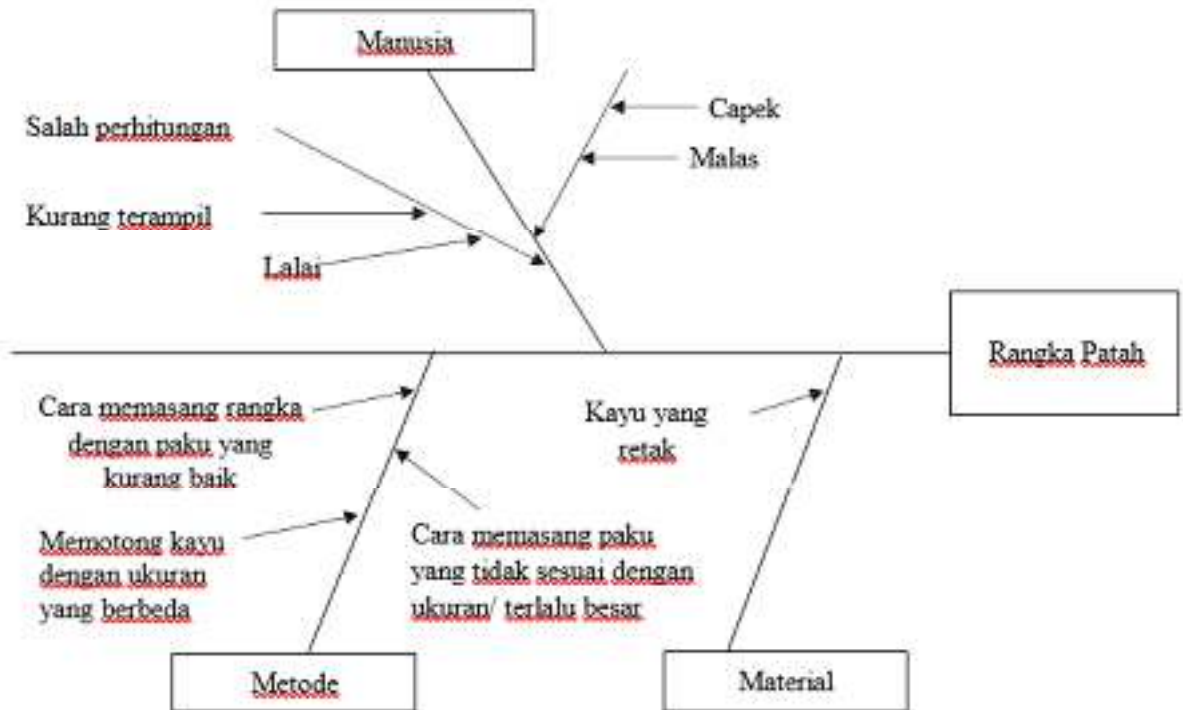 Manusia
Capek
Salah perhitungan
Malas
Kurang terampil
Lalai
Rangka Patah
Cara memasang rangka
dengan paku yang
kurang baik
Kayu yang
retak
Memotong kayu
dengan ukuran
yang berbeda
Cara memasang paku
yang tidak sesuai dengan
ukuran/ terlalu besar
Metode
Material